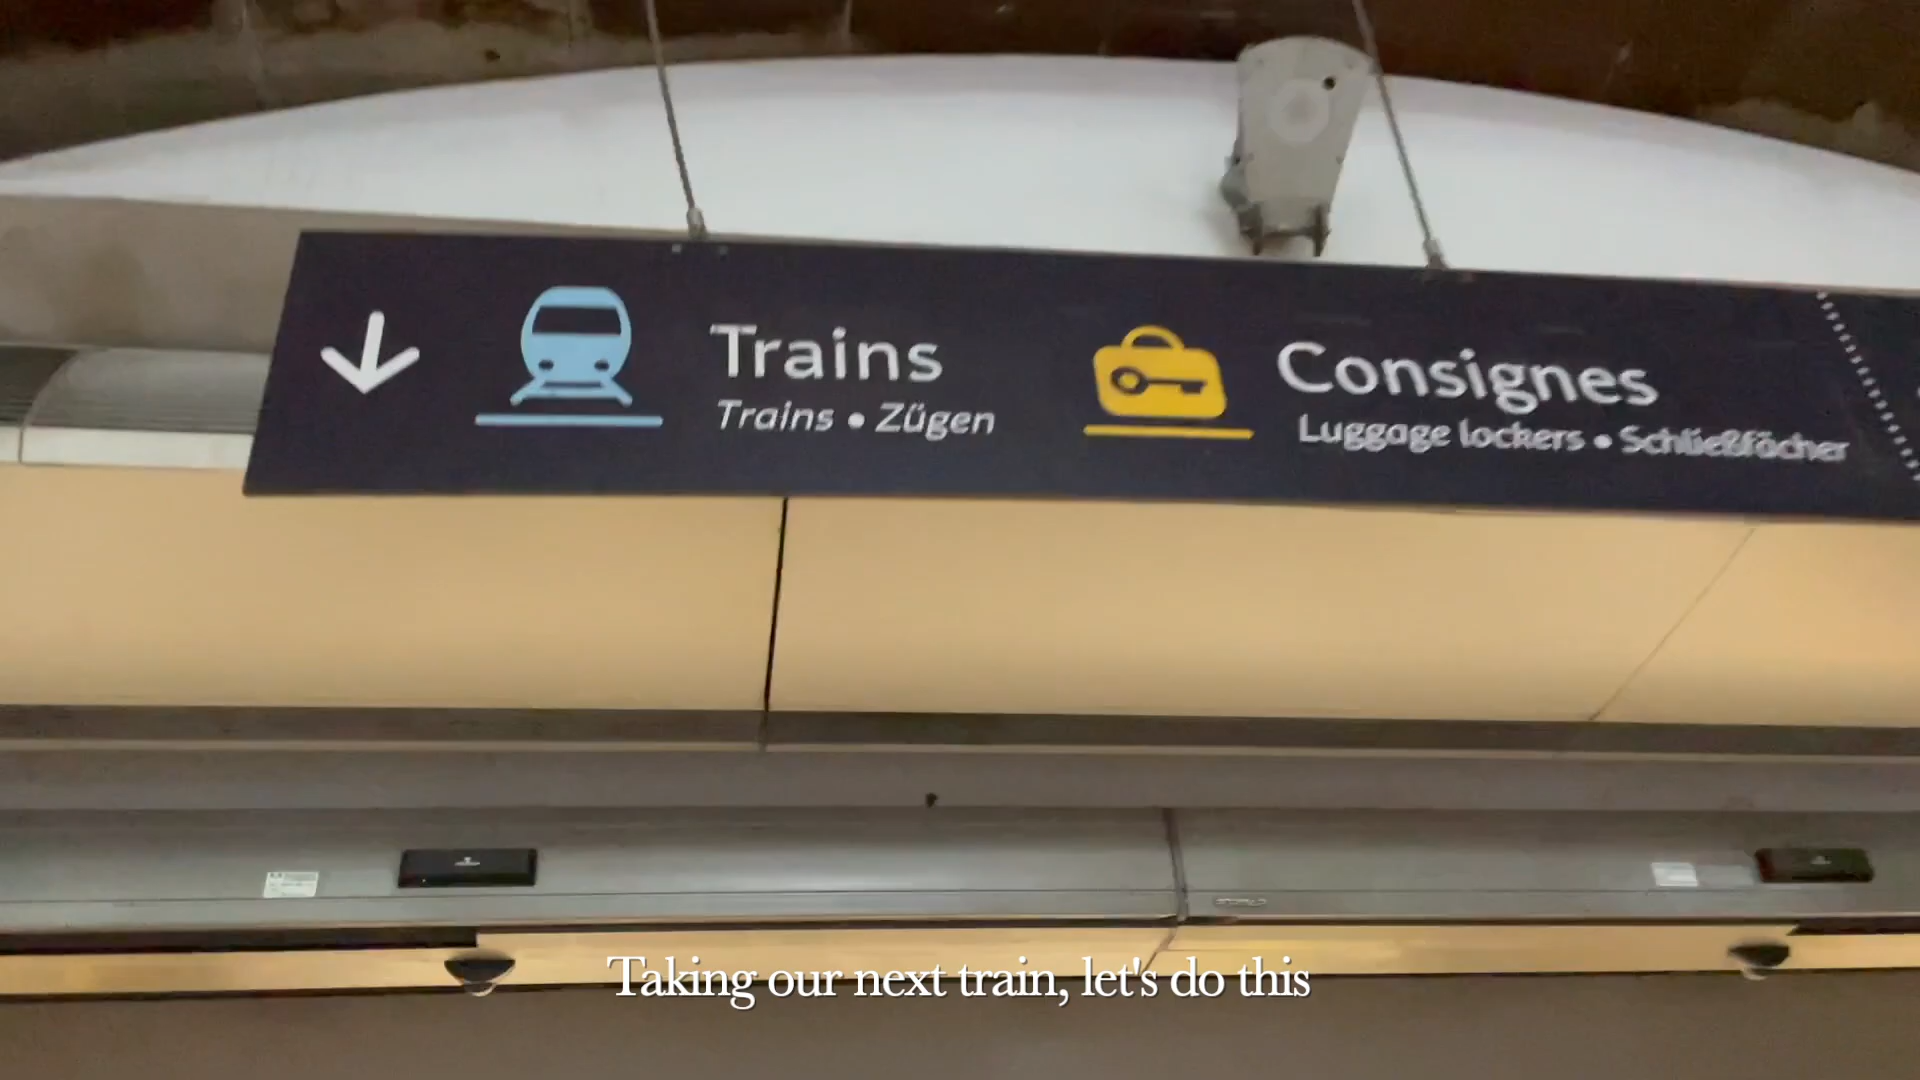 Trains
Trains • Zügen
Consignes
Luggage lockers • Schließfächer
Taking our next train, let's do this